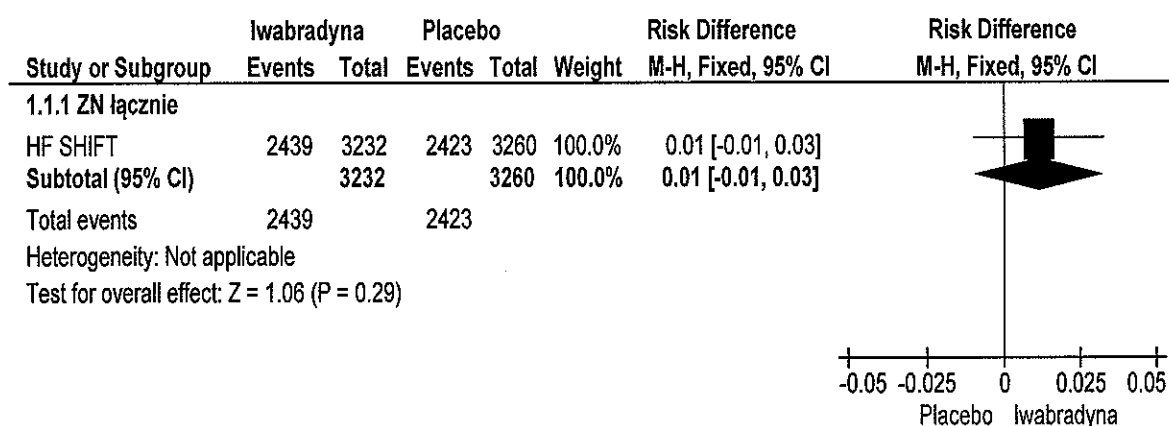 Iwabradyna Placebo Risk Difference Risk Difference
Study or Subgroup Events Total Events Total Weight M-H, Fixed, 95% CI M-H, Fixed, 95% CI
1.1.1 ZN łącznie
HF SHIFT 2439 3232 2423 3260 100.0% 0.01 [-0.01, 0.03]
Subtotal (95% CI) 3232 3260 100.0% 0.01 [-0.01, 0.03]
Total events 2439 2423
Heterogeneity: Not applicable
Test for overall effect: Z = 1.06 (P = 0.29)
-0.05 -0.025 0 0.025 0.05
Placebo Iwabradyna